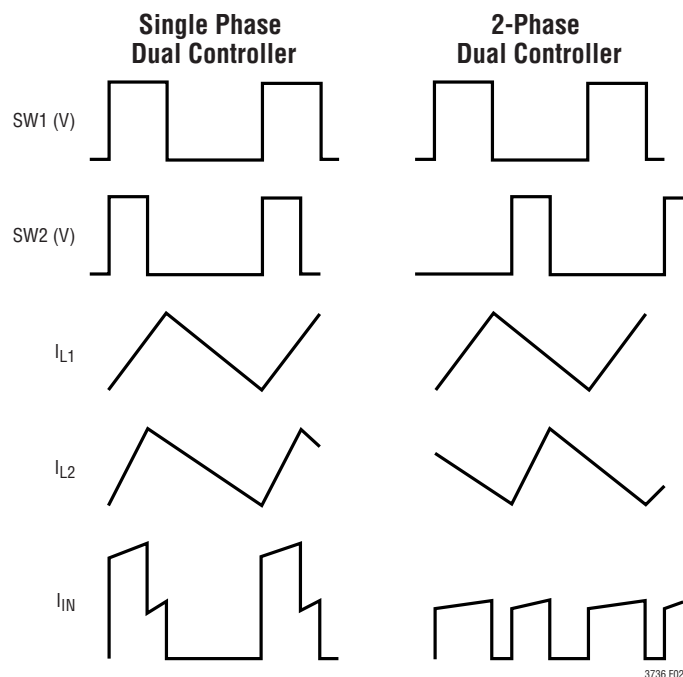 Single Phase
Dual Controller
2-Phase
Dual Controller
SW1 (V)
SW2 (V)
IL1
IL2
IIN
3736 F02